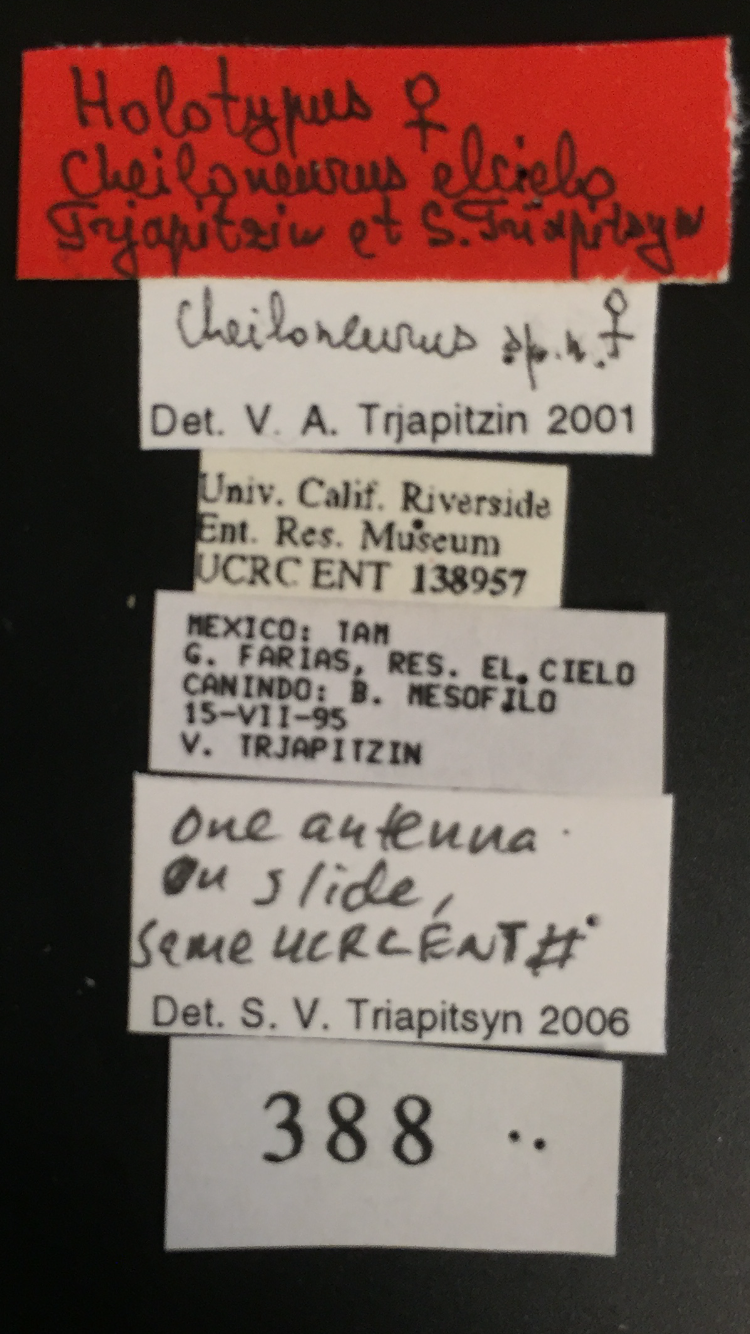 Holotypus ♀
Cheiloneurus elcielo
Trjapitzin et S. Triapitsyn
Cheiloneurus sp. n. ♀
Det. V. A. Trjapitzin 2001
Univ. Calif. Riverside
Ent. Res. Museum
UCRC ENT 138957
MEXICO: TAM
G. FARIAS, RES. EL CIELO
CANINDO: B. MESOFILO
15-VII-95
V. TRJAPITZIN
One antenna
on slide,
same UCRC ENT #
Det. S. V. Triapitsyn 2006
388